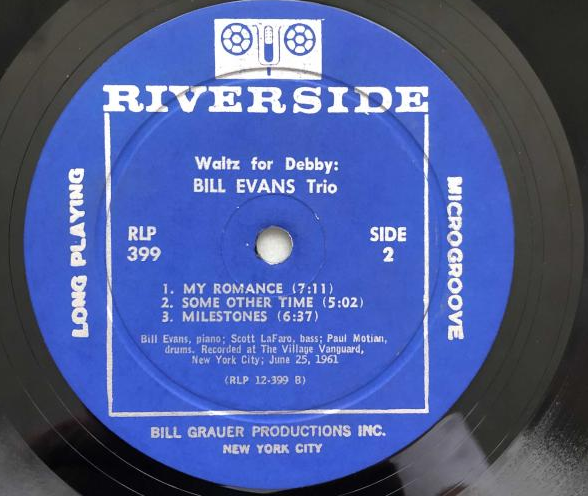 RIVERSIDE
Waltz for Debby:
BILL EVANS Trio
LONG PLAYING
MICROGROOVE
RLP
399
SIDE
2
1. MY ROMANCE (7:11)
2. SOME OTHER TIME (5:02)
3. MILESTONES (6:37)
Bill Evans, piano; Scott LaFaro, bass; Paul Motian,
drums. Recorded at The Village Vanguard,
New York City; June 25, 1961
(RLP 12-399 B)
BILL GRAUER PRODUCTIONS INC.
NEW YORK CITY